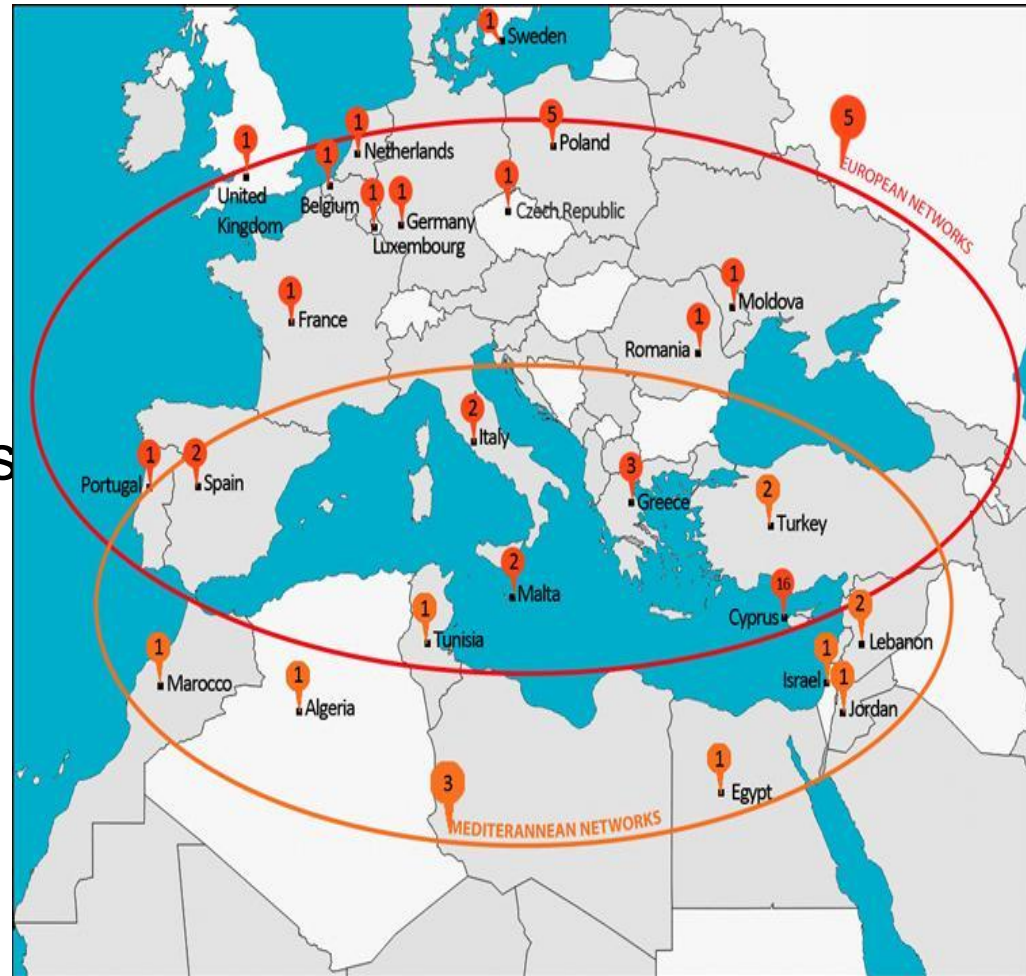 1
Sweden
5
EUROPEAN NETWORKS
5
Poland
1
Netherlands
1
United
Kingdom
1
Belgium
1
Luxembourg
1
Germany
1
Czech Republic
1
France
1
Moldova
1
Romania
2
Italy
1
Portugal
2
Spain
3
Greece
2
Turkey
s
2
Malta
16
Cyprus
2
Lebanon
1
Tunisia
1
Marocco
1
Algeria
1
Israel
1
Jordan
1
Egypt
3
MEDITERANNEAN NETWORKS